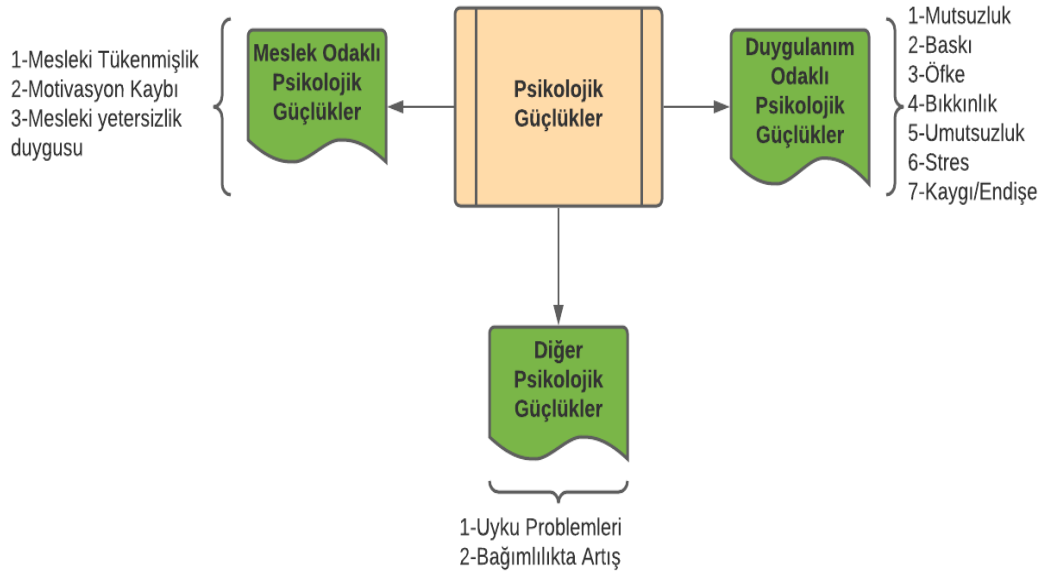 1-Mesleki Tükenmişlik
2-Motivasyon Kaybı
3-Mesleki yetersizlik
duygusu
Meslek Odaklı
Psikolojik
Güçlükler
Psikolojik
Güçlükler
Duygulanım
Odaklı
Psikolojik
Güçlükler
1-Mutsuzluk
2-Baskı
3-Öfke
4-Bıkkınlık
5-Umutsuzluk
6-Stres
7-Kaygı/Endişe
Diğer
Psikolojik
Güçlükler
1-Uyku Problemleri
2-Bağımlılıkta Artış